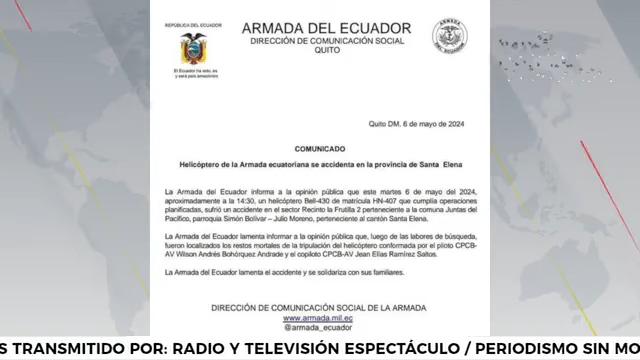 REPÚBLICA DEL ECUADOR
ARMADA DEL ECUADOR
DIRECCIÓN DE COMUNICACIÓN SOCIAL
QUITO
El Ecuador ha sido, es
y será país amazónico
Quito DM. 6 de mayo de 2024
COMUNICADO
Helicóptero de la Armada ecuatoriana se accidenta en la provincia de Santa Elena
La Armada del Ecuador informa a la opinión pública que este martes 6 de mayo del 2024,
aproximadamente a la 14:30, un helicóptero Bell-430 de matrícula HN-407 que cumplía operaciones
planificadas, sufrió un accidente en el sector Recinto la Frutilla 2 perteneciente a la comuna Juntas del
Pacífico, parroquia Simón Bolívar – Julio Moreno, perteneciente al cantón Santa Elena.
La Armada del Ecuador lamenta informar a la opinión pública que, luego de las labores de búsqueda,
fueron localizados los restos mortales de la tripulación del helicóptero conformada por el piloto CPCB-
AV Wilson Andrés Bohórquez Andrade y el copiloto CPCB-AV Jean Elías Ramírez Saltos.
La Armada del Ecuador lamenta el accidente y se solidariza con sus familiares.
DIRECCIÓN DE COMUNICACIÓN SOCIAL DE LA ARMADA
www.armada.mil.ec
@armada_ecuador
S TRANSMITIDO POR: RADIO Y TELEVISIÓN ESPECTÁCULO / PERIODISMO SIN MO